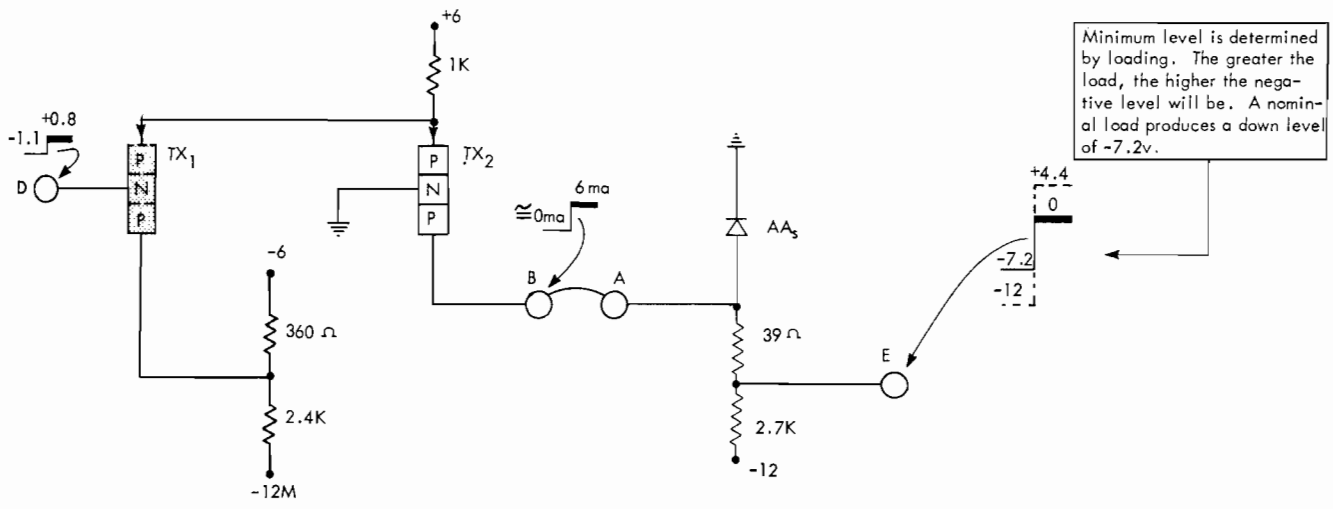 +6
1K
Minimum level is determined
by loading. The greater the
load, the higher the nega-
tive level will be. A nomin-
al load produces a down level
of -7.2v.
+0.8
-1.1
D
P
N
P
TX1
P
N
P
TX2
6 ma
≅0ma
B
A
AAs
+4.4
0
-7.2
-12
-6
360 Ω
2.4K
-12M
39 Ω
E
2.7K
-12